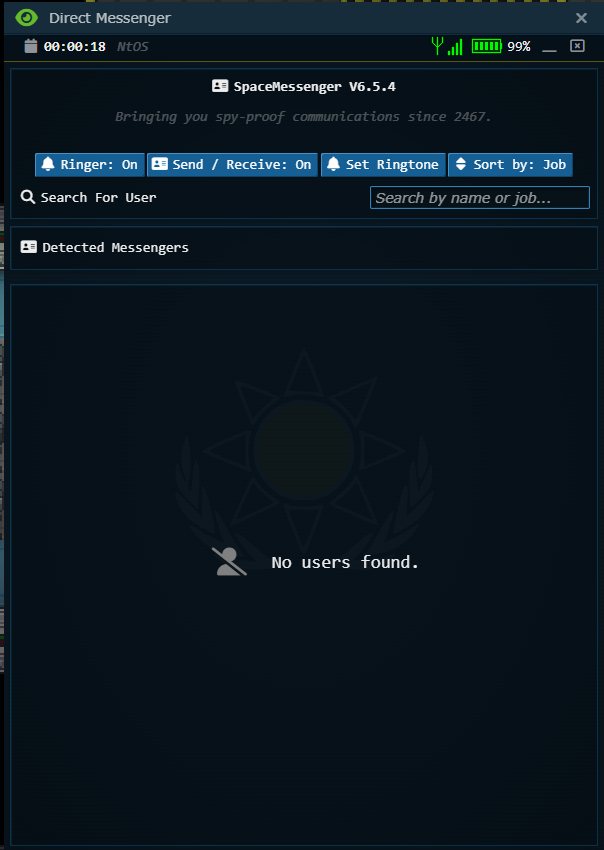 Direct Messenger
00:00:18 NtOS 99%
SpaceMessenger V6.5.4
Bringing you spy-proof communications since 2467.
Ringer: On Send / Receive: On Set Ringtone Sort by: Job
Search For User Search by name or job...
Detected Messengers
No users found.